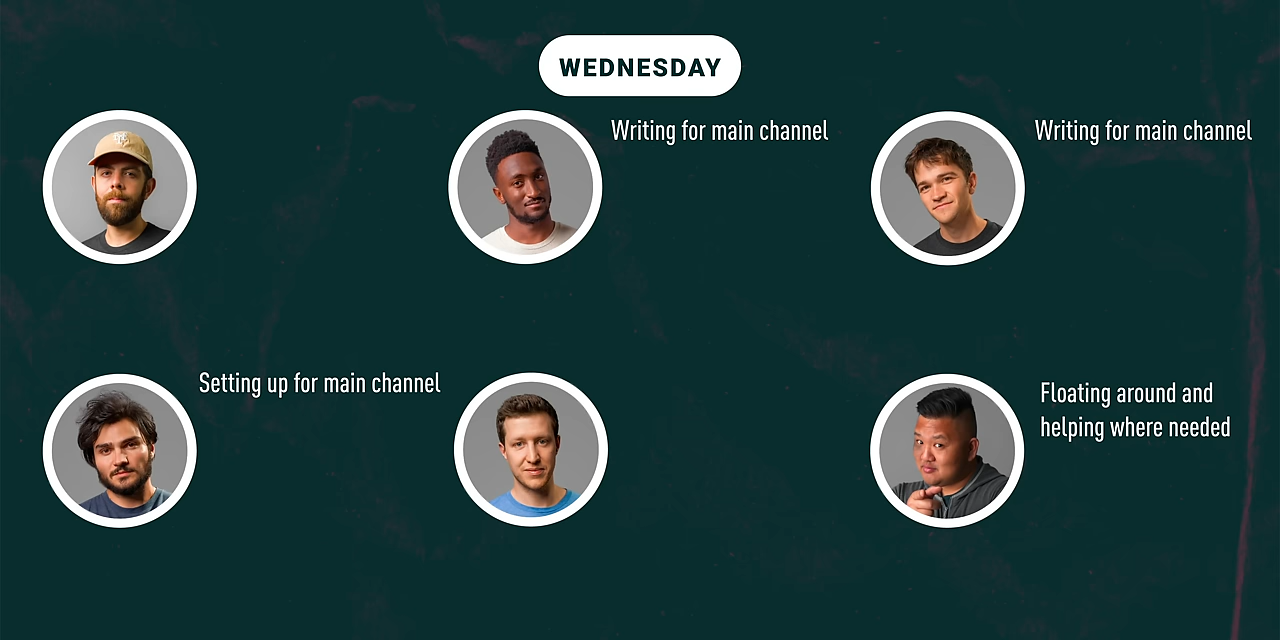 WEDNESDAY
Writing for main channel
Writing for main channel
Setting up for main channel
Floating around and
helping where needed